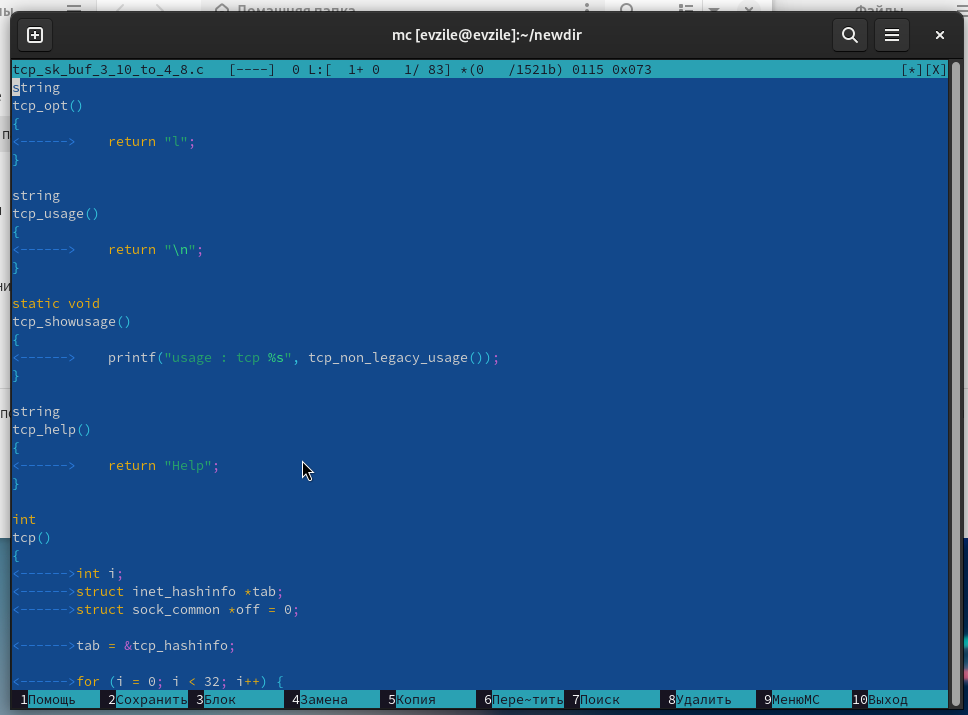 Домашняя папка
Файлы
mc [evzile@evzile]:~/newdir
tcp_sk_buf_3_10_to_4_8.c   [----]  0 L:[  1+ 0   1/ 83] *(0   /1521b) 0115 0x073   [*][X]
string
tcp_opt()
{
<------>    return "l";
}
string
tcp_usage()
{
<------>    return "\n";
}
static void
tcp_showusage()
{
<------>    printf("usage : tcp %s", tcp_non_legacy_usage());
}
string
tcp_help()
{
<------>    return "Help";
}
int
tcp()
{
<------>int i;
<------>struct inet_hashinfo *tab;
<------>struct sock_common *off = 0;
<------>tab = &tcp_hashinfo;
<------>for (i = 0; i < 32; i++) {
1Помощь 2Сохранить 3Блок 4Замена 5Копия 6Пере~тить 7Поиск 8Удалить 9МенюМС 10Выход